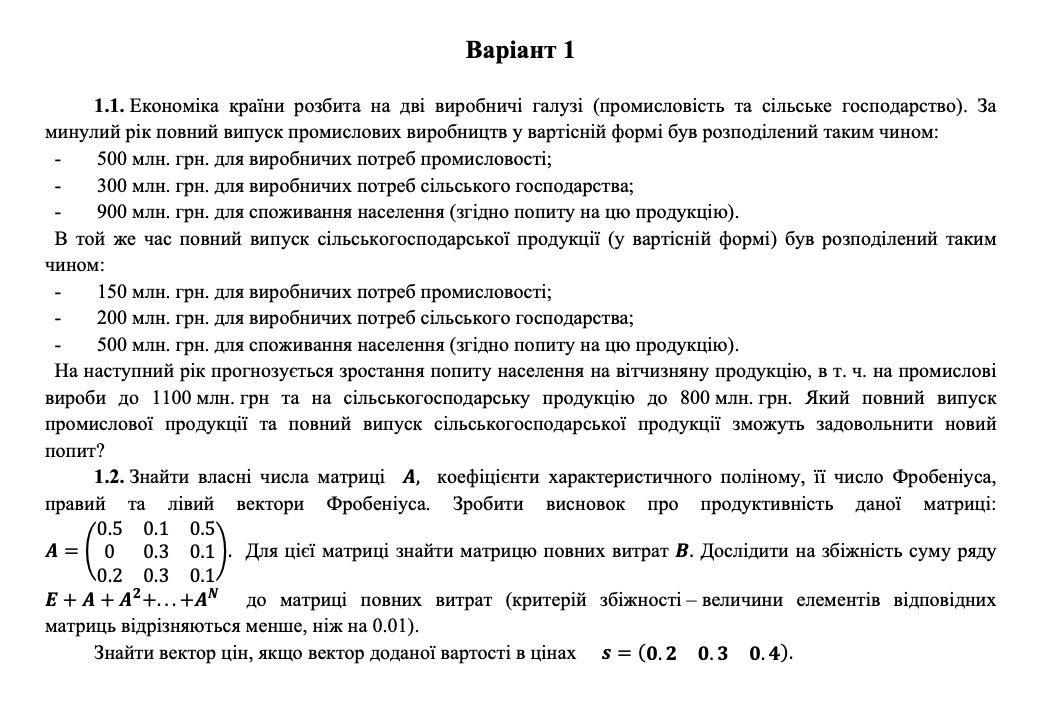 Варіант 1
1.1. Економіка країни розбита на дві виробничі галузі (промисловість та сільське господарство). За
минулий рік повний випуск промислових виробництв у вартісній формі був розподілений таким чином:
- 500 млн. грн. для виробничих потреб промисловості;
- 300 млн. грн. для виробничих потреб сільського господарства;
- 900 млн. грн. для споживання населення (згідно попиту на цю продукцію).
В той же час повний випуск сільськогосподарської продукції (у вартісній формі) був розподілений таким
чином:
- 150 млн. грн. для виробничих потреб промисловості;
- 200 млн. грн. для виробничих потреб сільського господарства;
- 500 млн. грн. для споживання населення (згідно попиту на цю продукцію).
На наступний рік прогнозується зростання попиту населення на вітчизняну продукцію, в т. ч. на промислові
вироби до 1100 млн. грн та на сільськогосподарську продукцію до 800 млн. грн. Який повний випуск
промислової продукції та повний випуск сільськогосподарської продукції зможуть задовольнити новий
попит?
1.2. Знайти власні числа матриці A, коефіцієнти характеристичного поліному, її число Фробеніуса,
правий та лівий вектори Фробеніуса. Зробити висновок про продуктивність даної матриці:
(0.5 0.1 0.5)
A = ( 0 0.3 0.1 ). Для цієї матриці знайти матрицю повних витрат B. Дослідити на збіжність суму ряду
(0.2 0.3 0.1)
E + A + A²+...+Aᴺ до матриці повних витрат (критерій збіжності – величини елементів відповідних
матриць відрізняються менше, ніж на 0.01).
Знайти вектор цін, якщо вектор доданої вартості в цінах s = (0.2 0.3 0.4).